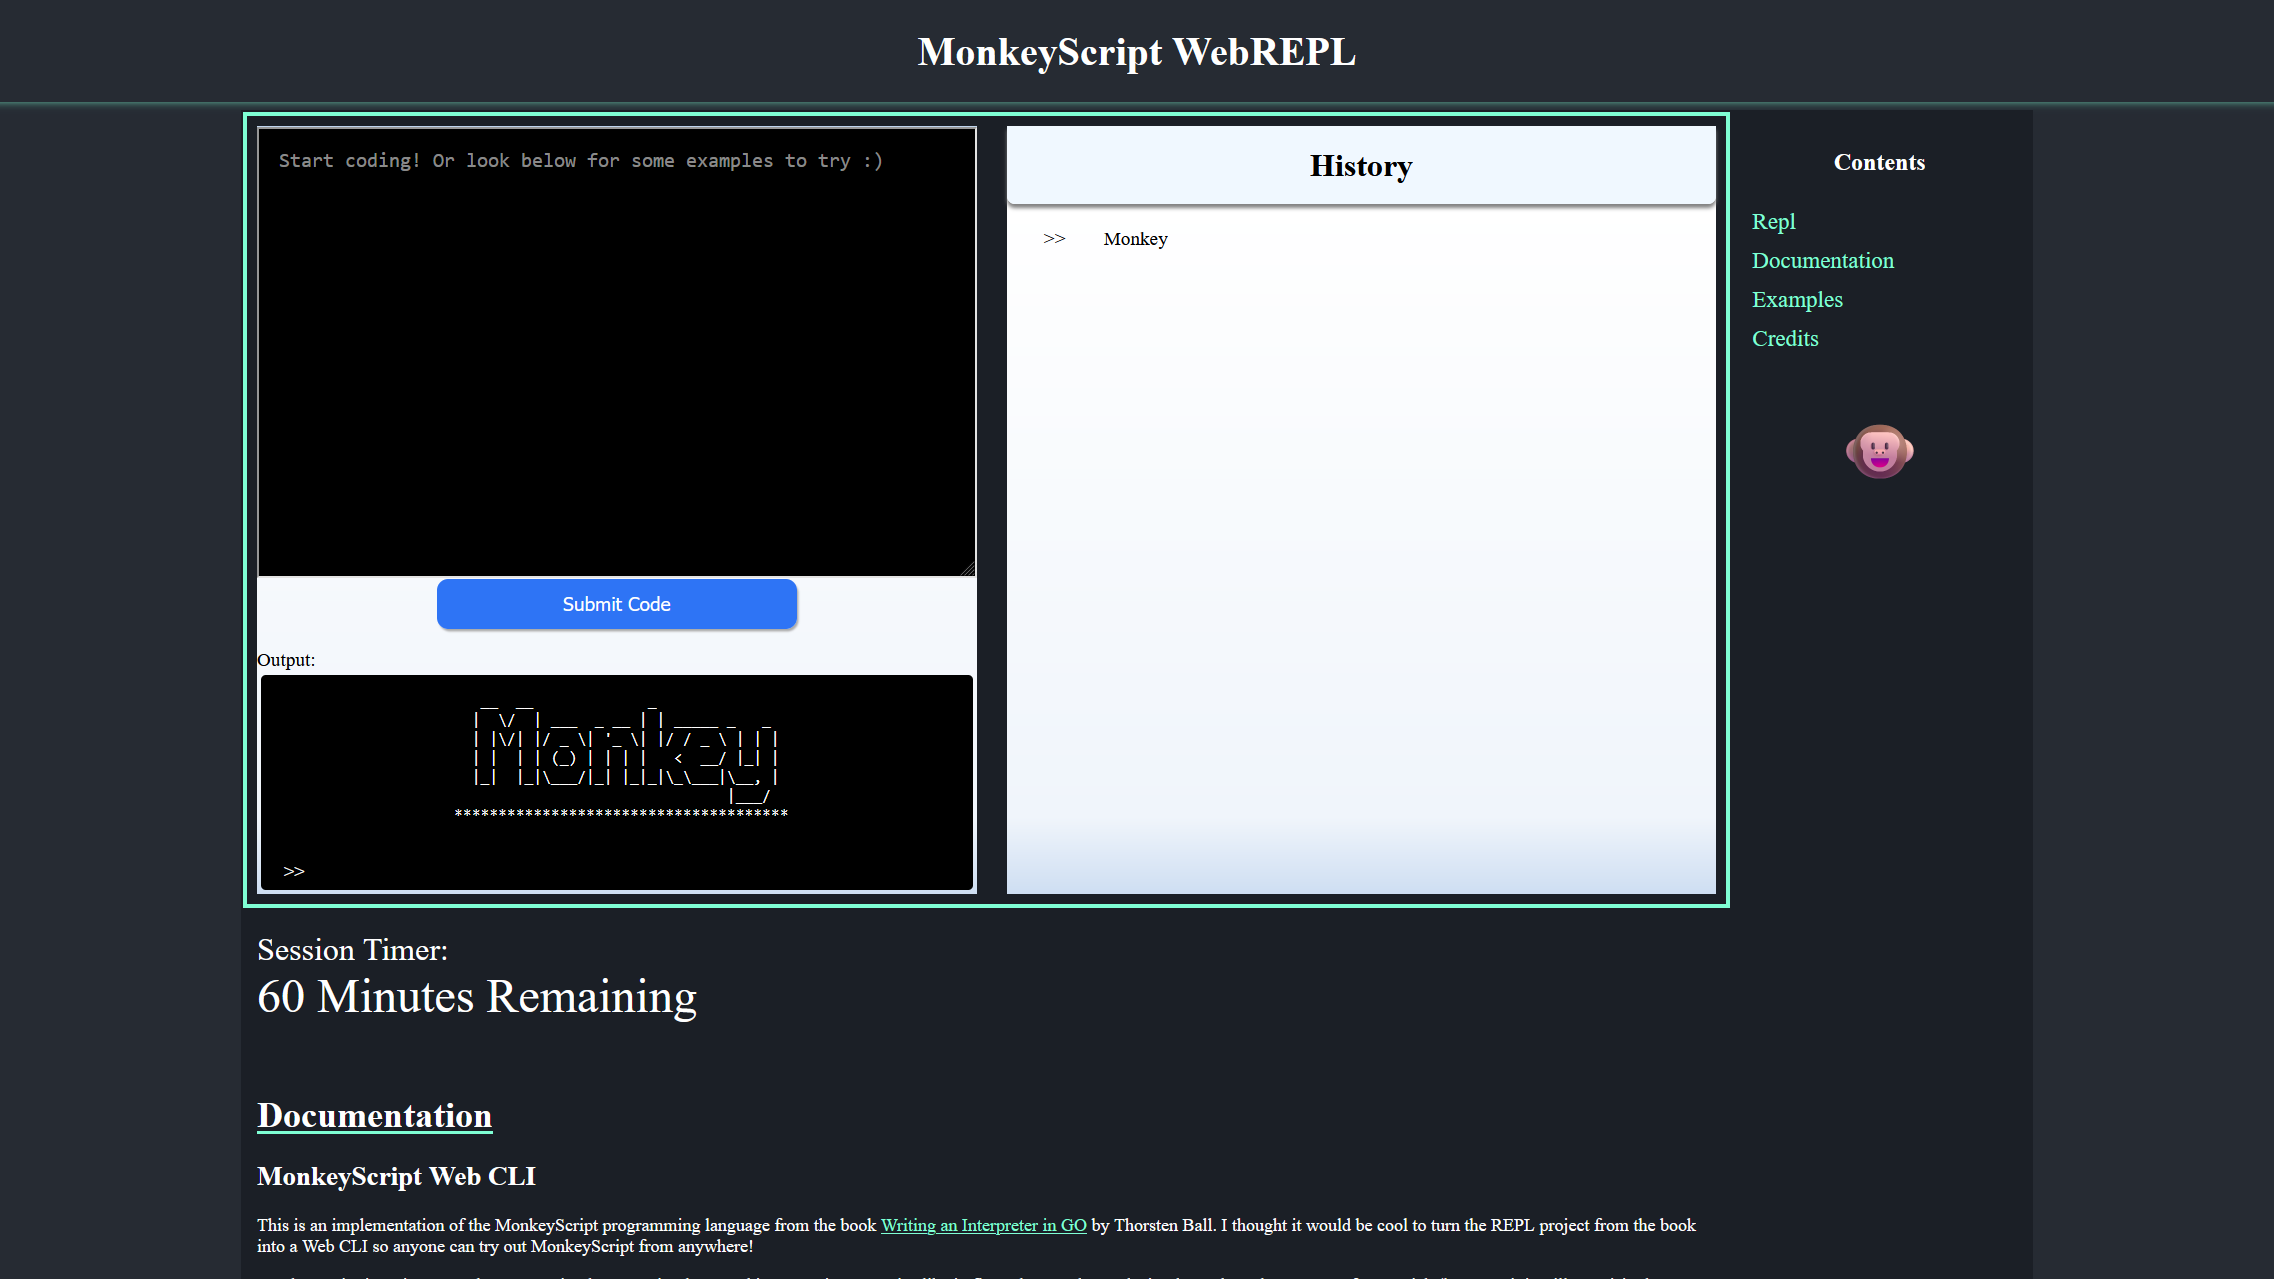 MonkeyScript WebREPL
Start coding! Or look below for some examples to try :)
Submit Code
Output:
Monkey
**************************************
>>
History
>> Monkey
Contents
Repl
Documentation
Examples
Credits
Session Timer:
60 Minutes Remaining
Documentation
MonkeyScript Web CLI
This is an implementation of the MonkeyScript programming language from the book Writing an Interpreter in GO by Thorsten Ball. I thought it would be cool to turn the REPL project from the book
into a Web CLI so anyone can try out MonkeyScript from anywhere!